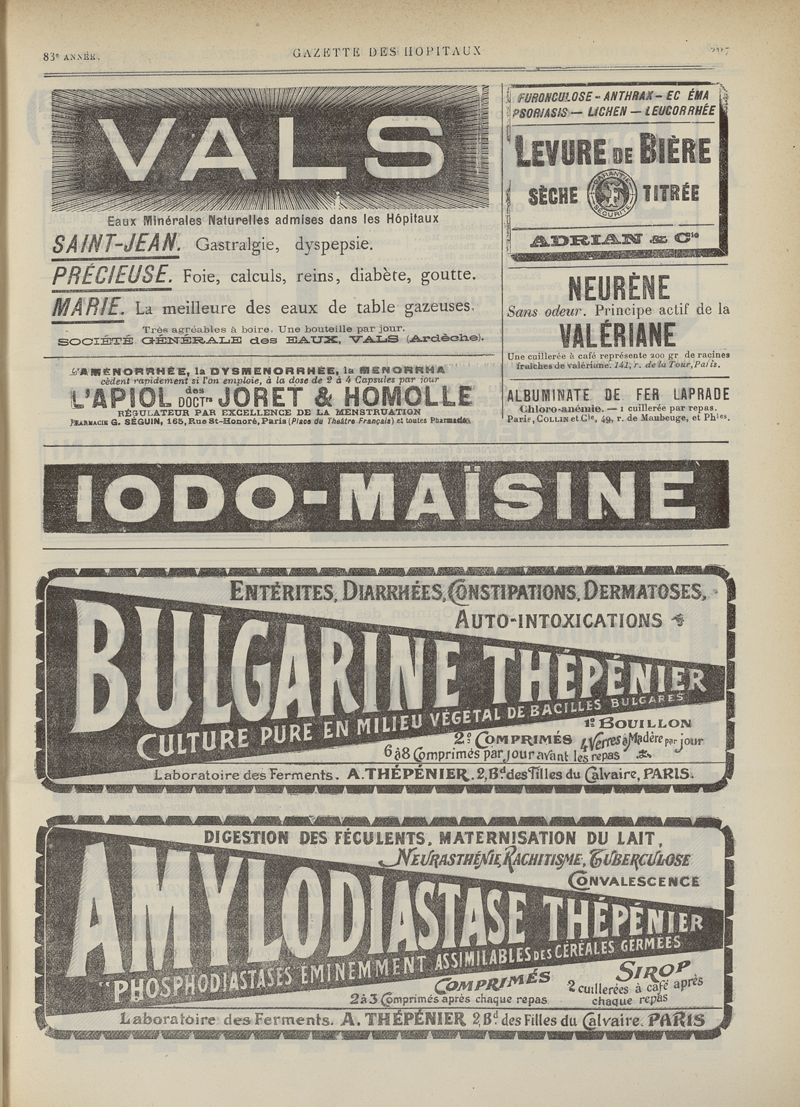 83e ANNÉE.
GAZETTE DES HOPITAUX
VALS
Eaux Minérales Naturelles admises dans les Hôpitaux
SAINT-JEAN. Gastralgie, dyspepsie.
PRÉCIEUSE. Foie, calculs, reins, diabète, goutte.
MARIE. La meilleure des eaux de table gazeuses.
Très agréables à boire. Une bouteille par jour.
SOCIÉTÉ GÉNÉRALE des EAUX, VALS (Ardèche).
L'AMÉNORRHÉE, la DYSMENORRHÉE, la MENORRHA
cèdent rapidement si l'on emploie, à la dose de 2 à 4 Capsules par jour
L'APIOL des DOCTrs JORET & HOMOLLE
RÉGULATEUR PAR EXCELLENCE DE LA MENSTRUATION
PHARMACIE G. SÉGUIN, 165, Rue St-Honoré, Paris (Place du Théâtre Français) et toutes Pharmacies
FURONCULOSE - ANTHRAX - EC ÉMA
PSORIASIS - LICHEN - LEUCORRHÉE
LEVURE DE BIÈRE
SÈCHE TITRÉE
GARANTIE
SÉCURITÉ
ADRIAN & Cie
NEURÈNE
Sans odeur. Principe actif de la
VALÉRIANE
Une cuillerée à café représente 200 gr de racines
fraîches de valériane. 142, r. de la Tour, Paris.
ALBUMINATE DE FER LAPRADE
Chloro-anémie. — 1 cuillerée par repas.
Paris, COLLIN et Cie, 49, r. de Maubeuge, et Phies.
IODO-MAÏSINE
ENTÉRITES, DIARRHÉES, CONSTIPATIONS, DERMATOSES,
AUTO-INTOXICATIONS
BULGARINE THÉPÉNIER
CULTURE PURE EN MILIEU VÉGÉTAL DE BACILLES BULGARES
1º BOUILLON
2º COMPRIMÉS 4 Verres à Madère par jour
6 à 8 Comprimés par jour avant les repas
Laboratoire des Ferments. A. THÉPÉNIER. 2, Bd des Filles du Calvaire, PARIS.
DIGESTION DES FÉCULENTS, MATERNISATION DU LAIT,
NEURASTHÉNIE, RACHITISME, TUBERCULOSE
CONVALESCENCE
AMYLODIASTASE THÉPÉNIER
"PHOSPHODIASTASES ÉMINEMMENT ASSIMILABLES DES CÉRÉALES GERMÉES
COMPRIMÉS
2 à 3 Comprimés après chaque repas
SIROP
2 cuillerées à café après
chaque repas
Laboratoire des Ferments. A. THÉPÉNIER 2, Bd des Filles du Calvaire. PARIS